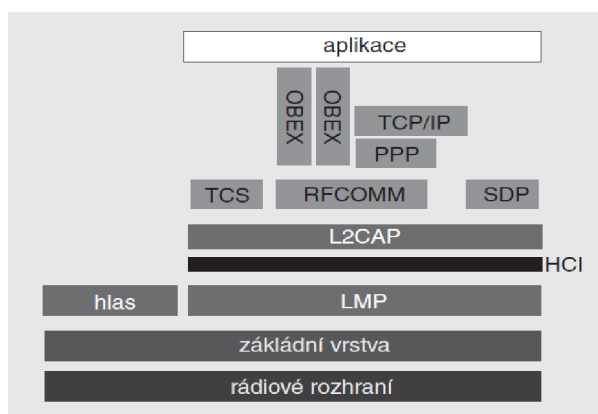 aplikace
OBEX
OBEX
TCP/IP
PPP
TCS
RFCOMM
SDP
L2CAP
HCI
hlas
LMP
základní vrstva
rádiové rozhraní